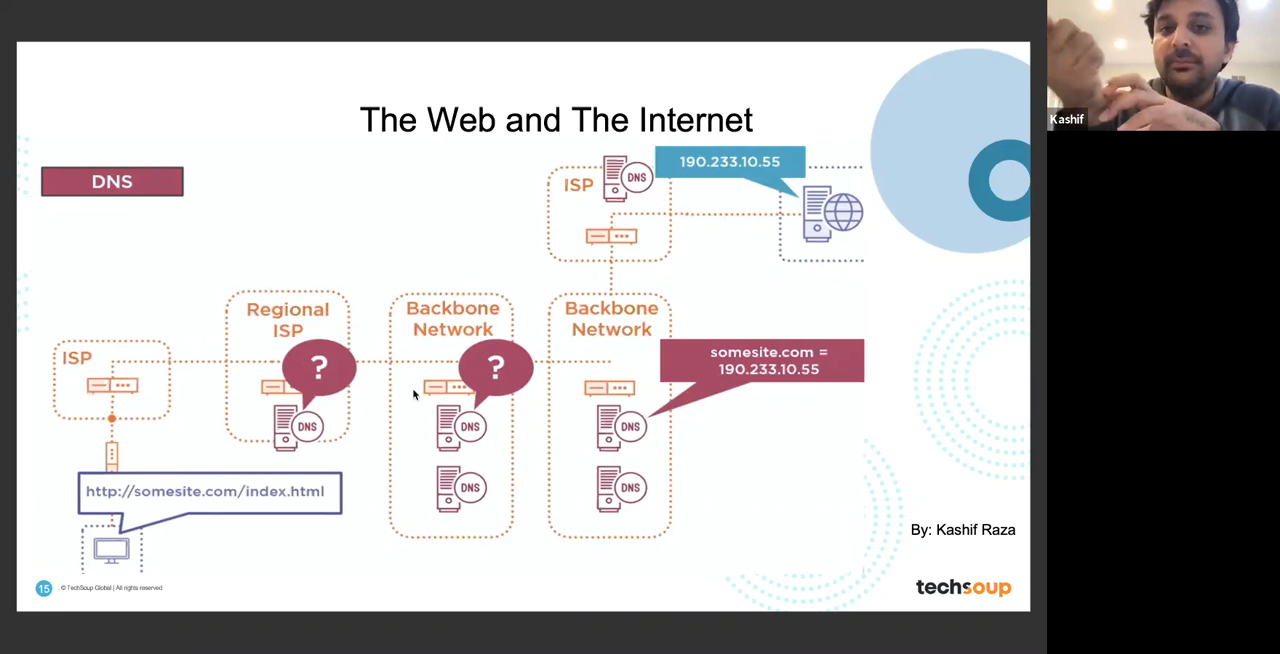 The Web and The Internet
Kashif
DNS
ISP
DNS
190.233.10.55
Regional
ISP
Backbone
Network
Backbone
Network
ISP
?
?
somesite.com =
190.233.10.55
DNS
DNS
DNS
DNS
DNS
http://somesite.com/index.html
By: Kashif Raza
15
© TechSoup Global | All rights reserved
techsoup